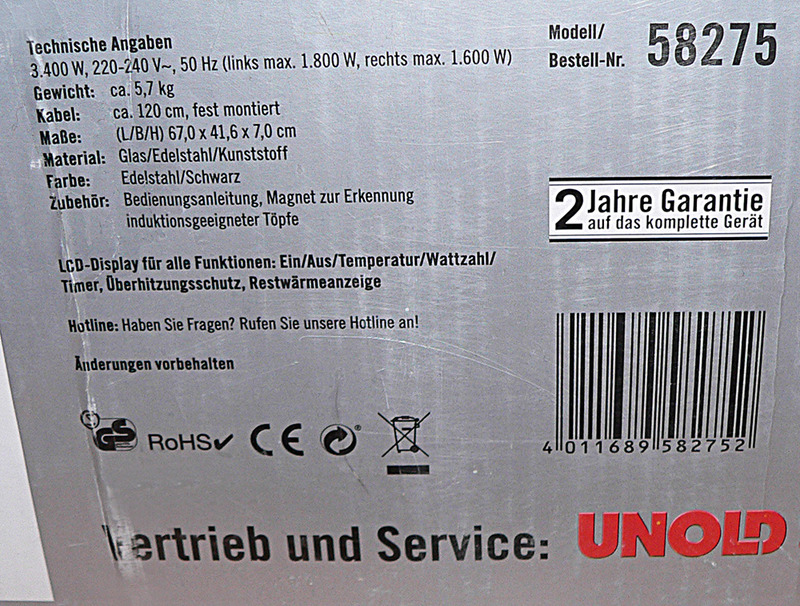 Technische Angaben
3.400 W, 220-240 V~, 50 Hz (links max. 1.800 W, rechts max. 1.600 W)
Gewicht: ca. 5,7 kg
Kabel: ca. 120 cm, fest montiert
Maße: (L/B/H) 67,0 x 41,6 x 7,0 cm
Material: Glas/Edelstahl/Kunststoff
Farbe: Edelstahl/Schwarz
Zubehör: Bedienungsanleitung, Magnet zur Erkennung
induktionsgeeigneter Töpfe
LCD-Display für alle Funktionen: Ein/Aus/Temperatur/Wattzahl/
Timer, Überhitzungsschutz, Restwärmeanzeige
Hotline: Haben Sie Fragen? Rufen Sie unsere Hotline an!
Änderungen vorbehalten
Modell/
Bestell-Nr. 58275
2 Jahre Garantie
auf das komplette Gerät
4 011689 582752
GS RoHS✓ CE
Vertrieb und Service: UNOLD